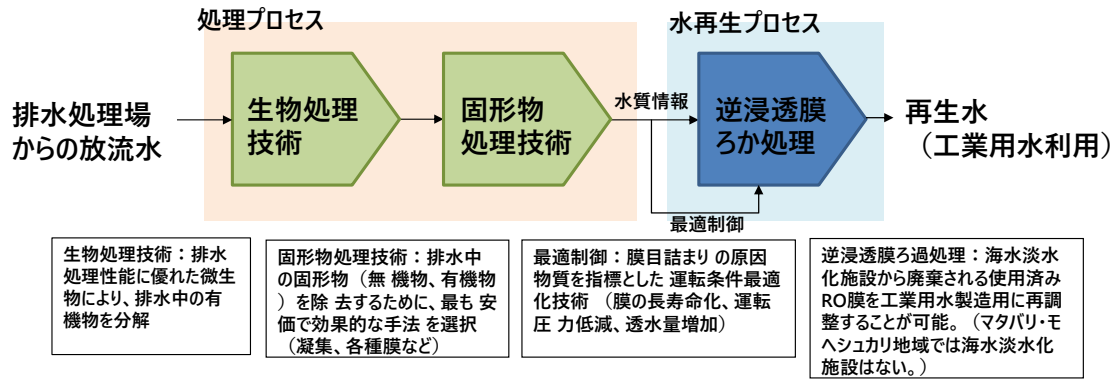 処理プロセス
水再生プロセス
排水処理場
からの放流水
生物処理
技術
固形物
処理技術
水質情報
逆浸透膜
ろか処理
再生水
（工業用水利用）
最適制御
生物処理技術：排水
処理性能に優れた微生
物により、排水中の有
機物を分解
固形物処理技術：排水中
の固形物（無 機物、有機物
）を除 去するために、最も 安
価で効果的な手法 を選択
（凝集、各種膜など）
最適制御：膜目詰まり の原因
物質を指標とした 運転条件最適
化技術 （膜の長寿命化、運転
圧 力低減、透水量増加）
逆浸透膜ろ過処理：海水淡水
化施設から廃棄される使用済み
RO膜を工業用水製造用に再調
整することが可能。（マタバリ・モ
ヘシュカリ地域では海水淡水化
施設はない。）